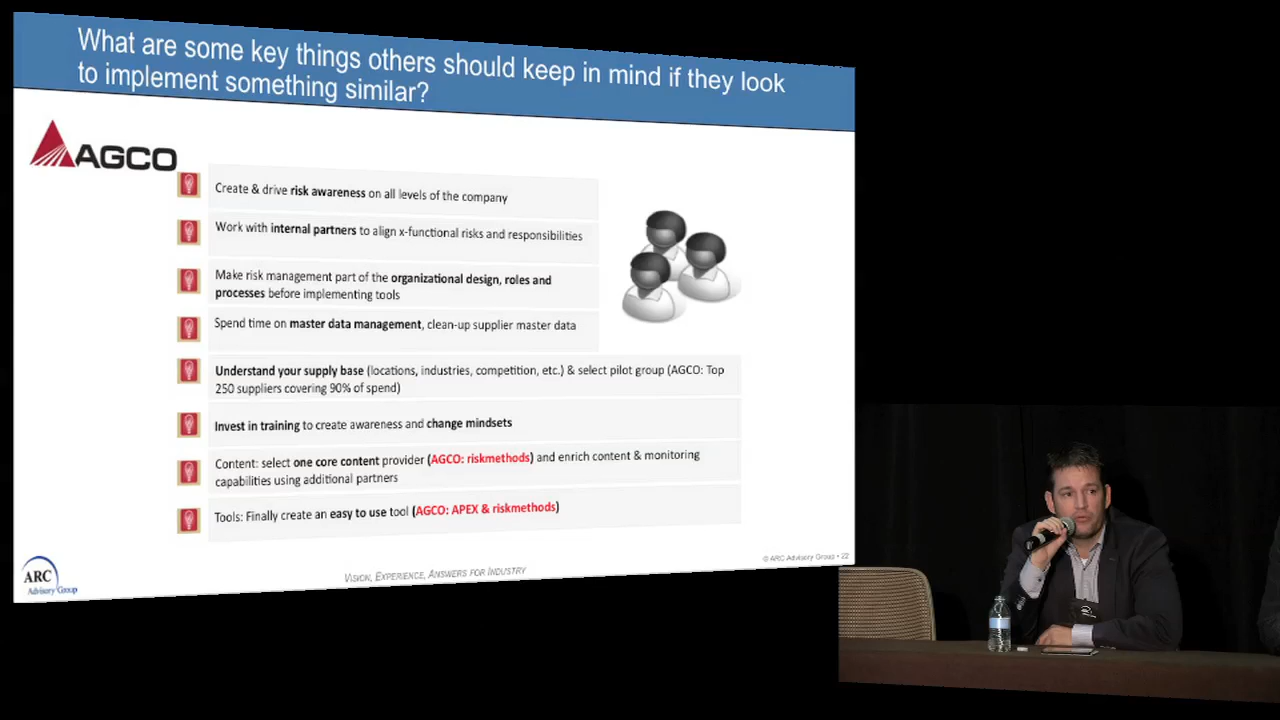 What are some key things others should keep in mind if they look
to implement something similar?
AGCO
Create & drive risk awareness on all levels of the company
Work with internal partners to align x-functional risks and responsibilities
Make risk management part of the organizational design, roles and
processes before implementing tools
Spend time on master data management, clean-up supplier master data
Understand your supply base (locations, industries, competition, etc.) & select pilot group (AGCO: Top
250 suppliers covering 90% of spend)
Invest in training to create awareness and change mindsets
Content: select one core content provider (AGCO: riskmethods) and enrich content & monitoring
capabilities using additional partners
Tools: Finally create an easy to use tool (AGCO: APEX & riskmethods)
© ARC Advisory Group • 22
VISION, EXPERIENCE, ANSWERS FOR INDUSTRY
ARC
Advisory Group